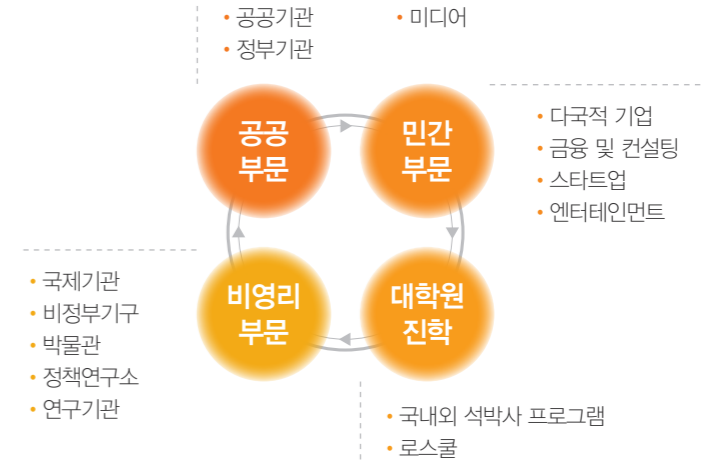 • 공공기관
• 정부기관
• 미디어
공공
부문
민간
부문
• 다국적 기업
• 금융 및 컨설팅
• 스타트업
• 엔터테인먼트
비영리
부문
• 국제기관
• 비정부기구
• 박물관
• 정책연구소
• 연구기관
대학원
진학
• 국내외 석박사 프로그램
• 로스쿨